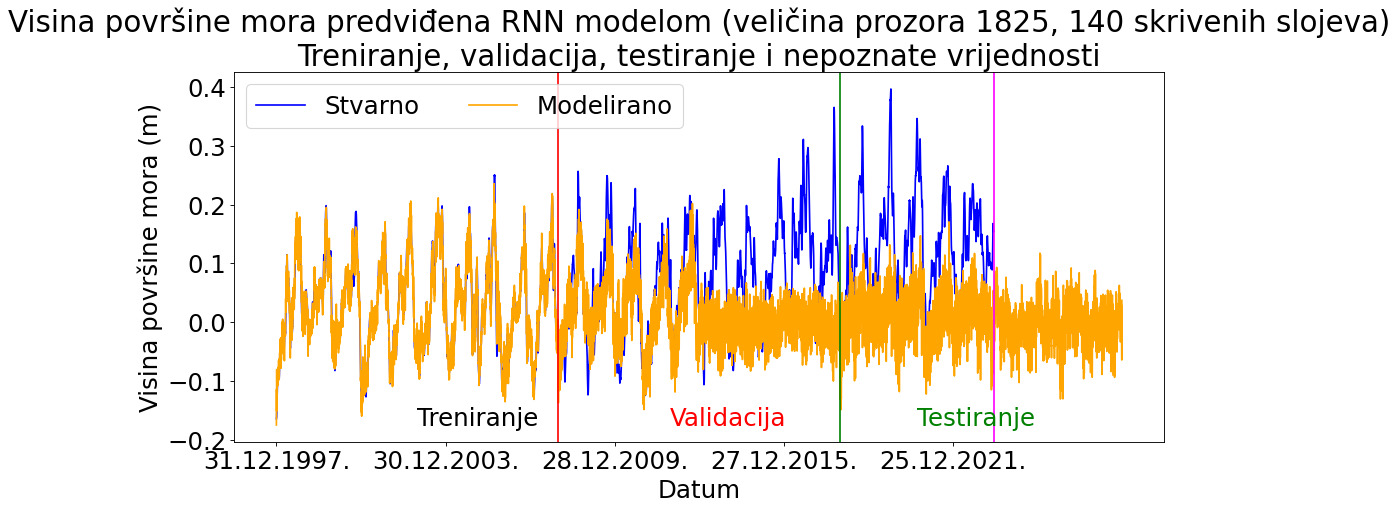 Visina površine mora predviđena RNN modelom (veličina prozora 1825, 140 skrivenih slojeva)
Treniranje, validacija, testiranje i nepoznate vrijednosti
Stvarno
Modelirano
Visina površine mora (m)
0.4
0.3
0.2
0.1
0.0
−0.1
−0.2
Treniranje
Validacija
Testiranje
31.12.1997.
30.12.2003.
28.12.2009.
27.12.2015.
25.12.2021.
Datum